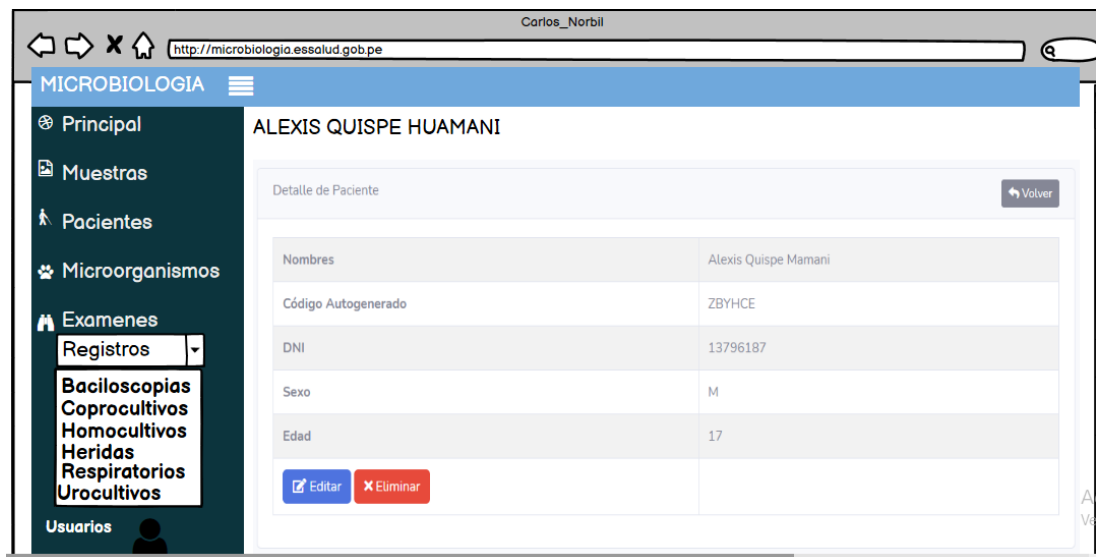 Carlos_Norbil
http://microbiologia.essalud.gob.pe
MICROBIOLOGIA
Principal
Muestras
Pacientes
Microorganismos
Examenes
Registros
Baciloscopias
Coprocultivos
Homocultivos
Heridas
Respiratorios
Urocultivos
Usuarios
ALEXIS QUISPE HUAMANI
Detalle de Paciente
Volver
Nombres Alexis Quispe Mamani
Código Autogenerado ZBYHCE
DNI 13796187
Sexo M
Edad 17
Editar Eliminar